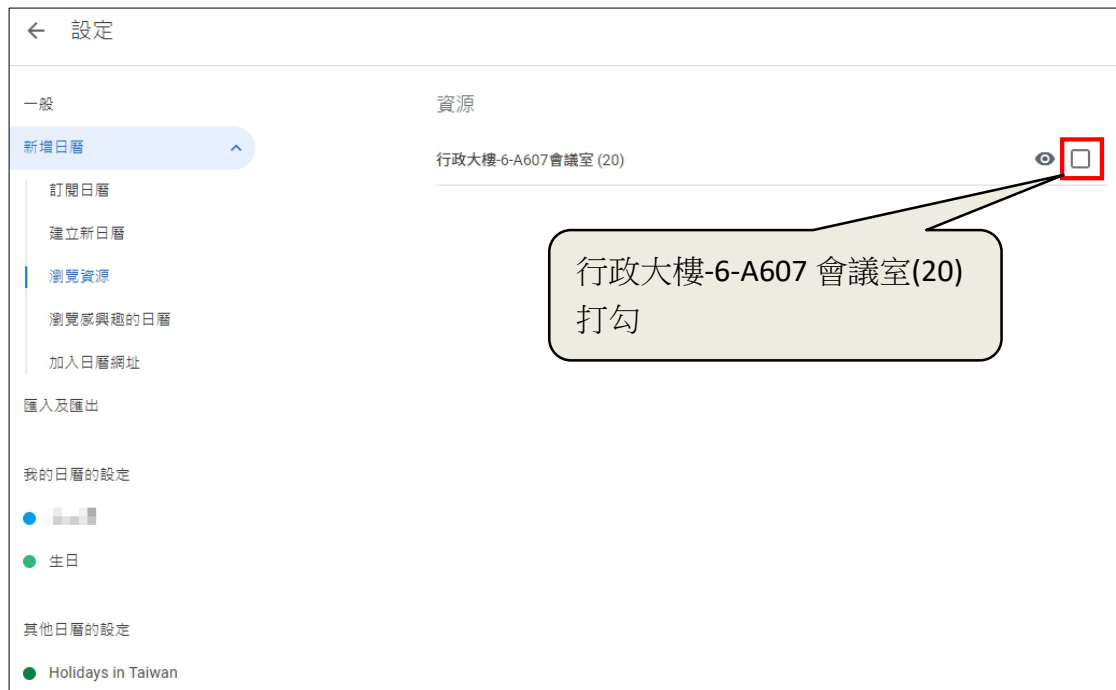 設定
一般
新增日曆
訂閱日曆
建立新日曆
瀏覽資源
瀏覽感興趣的日曆
加入日曆網址
匯入及匯出
我的日曆的設定
生日
其他日曆的設定
Holidays in Taiwan
資源
行政大樓-6-A607會議室 (20)
行政大樓-6-A607 會議室(20)
打勾